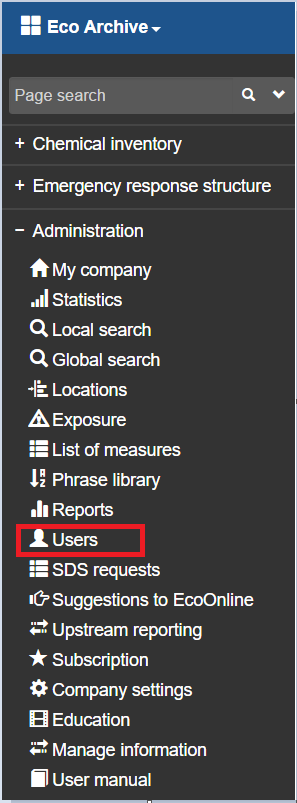 Eco Archive
Page search
+ Chemical inventory
+ Emergency response structure
− Administration
My company
Statistics
Local search
Global search
Locations
Exposure
List of measures
Phrase library
Reports
Users
SDS requests
Suggestions to EcoOnline
Upstream reporting
Subscription
Company settings
Education
Manage information
User manual